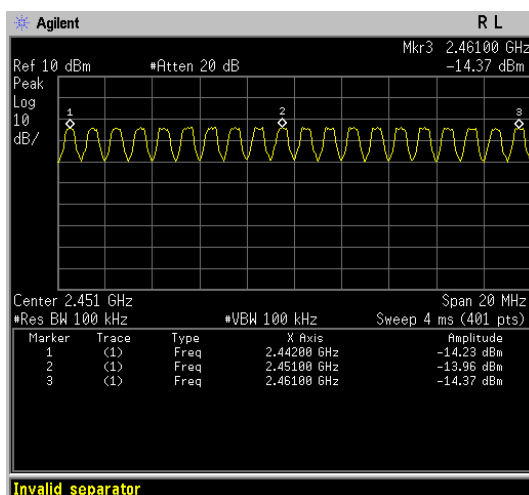 Agilent R L
Mkr3 2.46100 GHz
Ref 10 dBm #Atten 20 dB -14.37 dBm
Peak
Log
10
dB/
1 2 3
Center 2.451 GHz Span 20 MHz
#Res BW 100 kHz #VBW 100 kHz Sweep 4 ms (401 pts)
Marker Trace Type X Axis Amplitude
1 (1) Freq 2.44200 GHz -14.23 dBm
2 (1) Freq 2.45100 GHz -13.96 dBm
3 (1) Freq 2.46100 GHz -14.37 dBm
Invalid separator